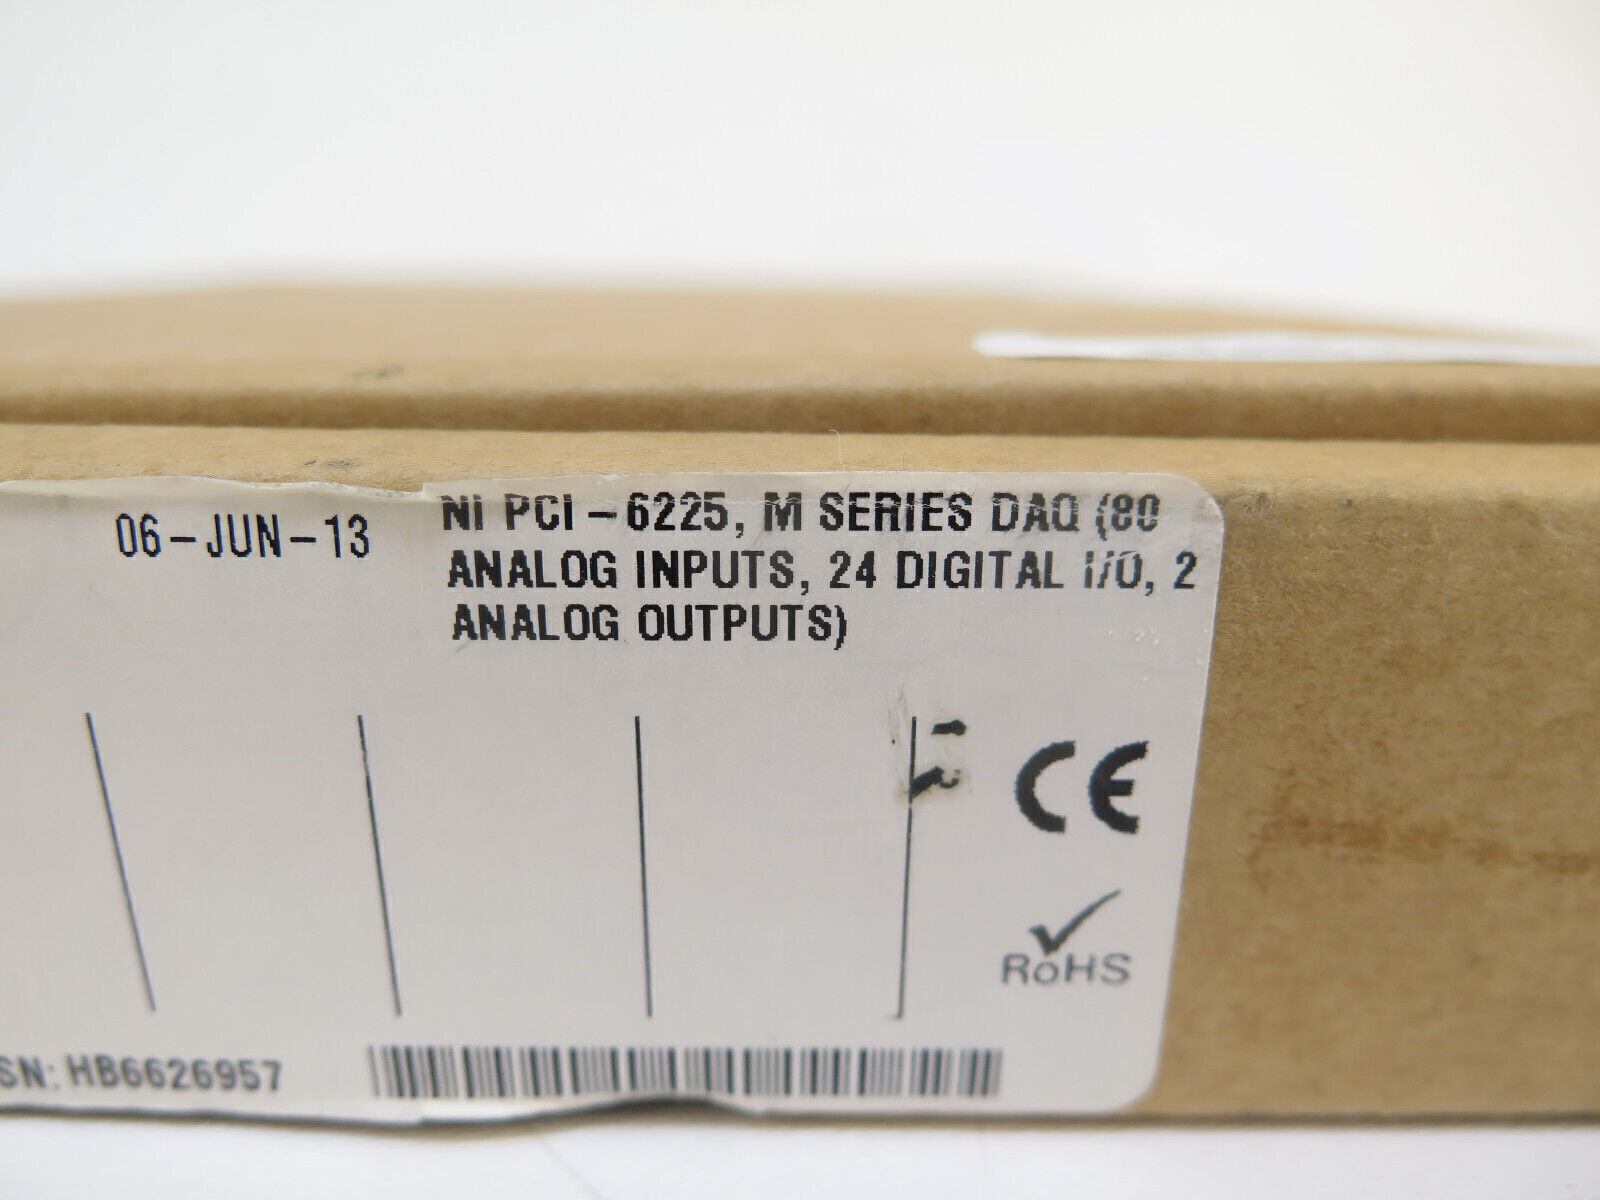 06-JUN-13
NI PCI-6225, M SERIES DAQ (80
ANALOG INPUTS, 24 DIGITAL I/O, 2
ANALOG OUTPUTS)
CE
RoHS
SN: HB6626957